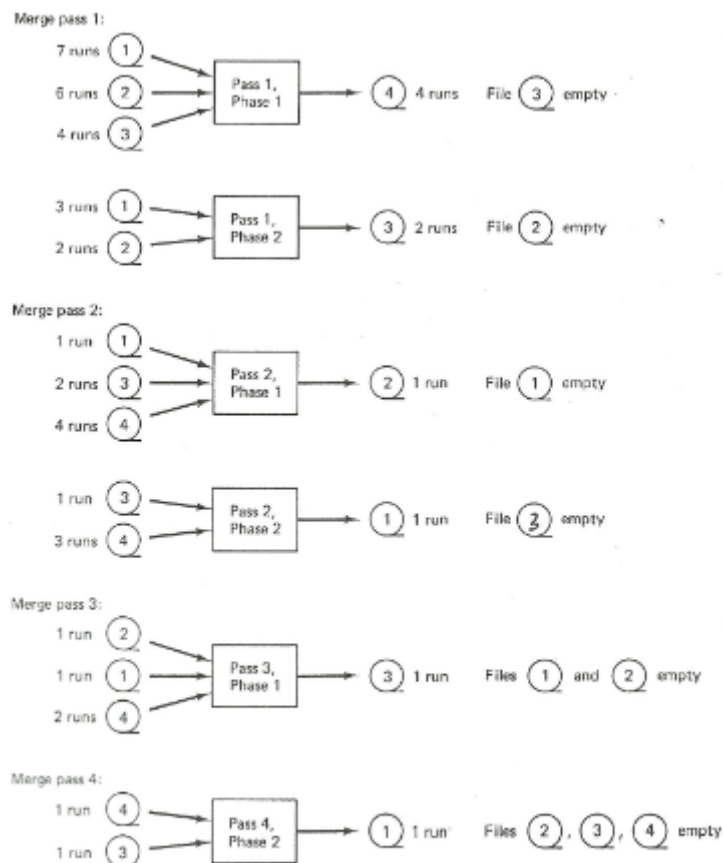 Merge pass 1:
7 runs 1
6 runs 2
4 runs 3
Pass 1,
Phase 1
4 4 runs File 3 empty
3 runs 1
2 runs 2
Pass 1,
Phase 2
3 2 runs File 2 empty
Merge pass 2:
1 run 1
2 runs 3
4 runs 4
Pass 2,
Phase 1
2 1 run File 1 empty
1 run 3
3 runs 4
Pass 2,
Phase 2
1 1 run File 3 empty
Merge pass 3:
1 run 2
1 run 1
2 runs 4
Pass 3,
Phase 1
3 1 run Files 1 and 2 empty
Merge pass 4:
1 run 4
1 run 3
Pass 4,
Phase 2
1 1 run Files 2, 3, 4 empty